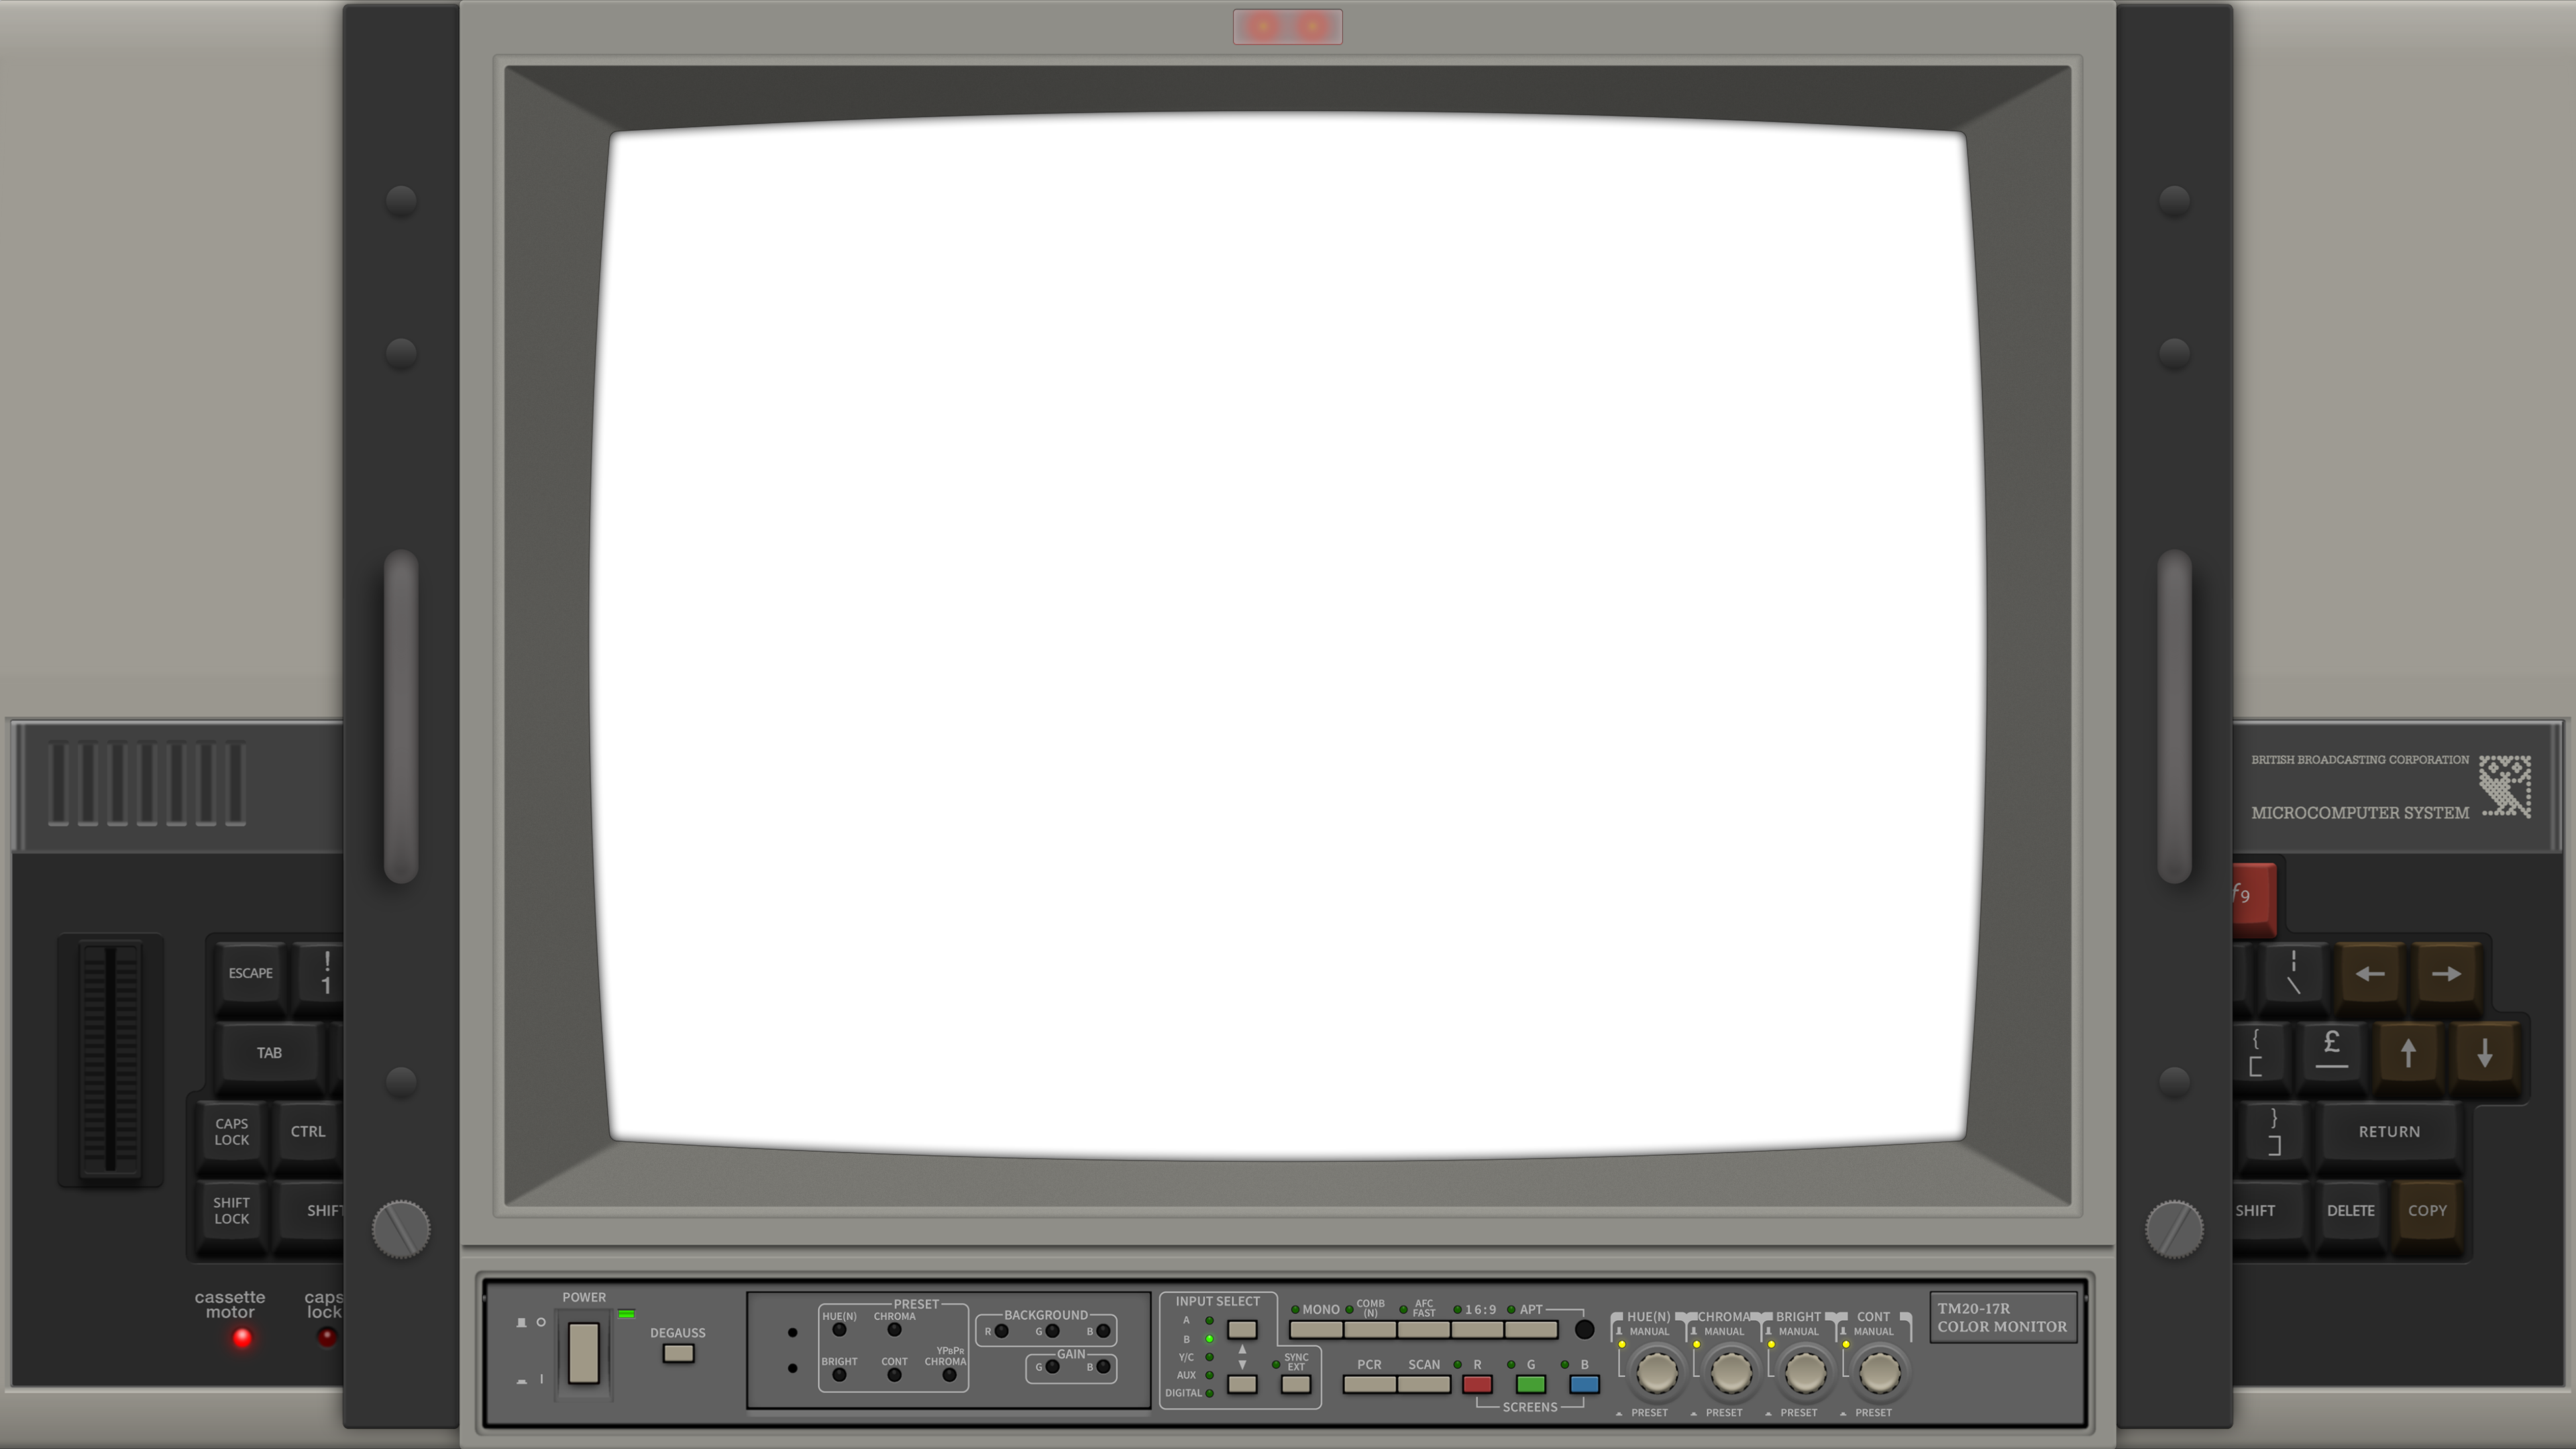 BRITISH BROADCASTING CORPORATION
MICROCOMPUTER SYSTEM
f9
ESCAPE
!
1
¦
\
←
→
TAB
{
[
£
_
↑
↓
CAPS
LOCK
CTRL
}
]
RETURN
SHIFT
LOCK
SHIFT
SHIFT
DELETE
COPY
cassette
motor
caps
lock
POWER
O
I
DEGAUSS
PRESET
HUE(N)
CHROMA
BRIGHT
CONT
YPBPR
CHROMA
BACKGROUND
R
G
B
GAIN
G
B
INPUT SELECT
A
B
Y/C
AUX
DIGITAL
SYNC
EXT
MONO
COMB
(N)
AFC
FAST
16:9
APT
PCR
SCAN
R
G
B
SCREENS
HUE(N)
MANUAL
PRESET
CHROMA
MANUAL
PRESET
BRIGHT
MANUAL
PRESET
CONT
MANUAL
PRESET
TM20-17R
COLOR MONITOR